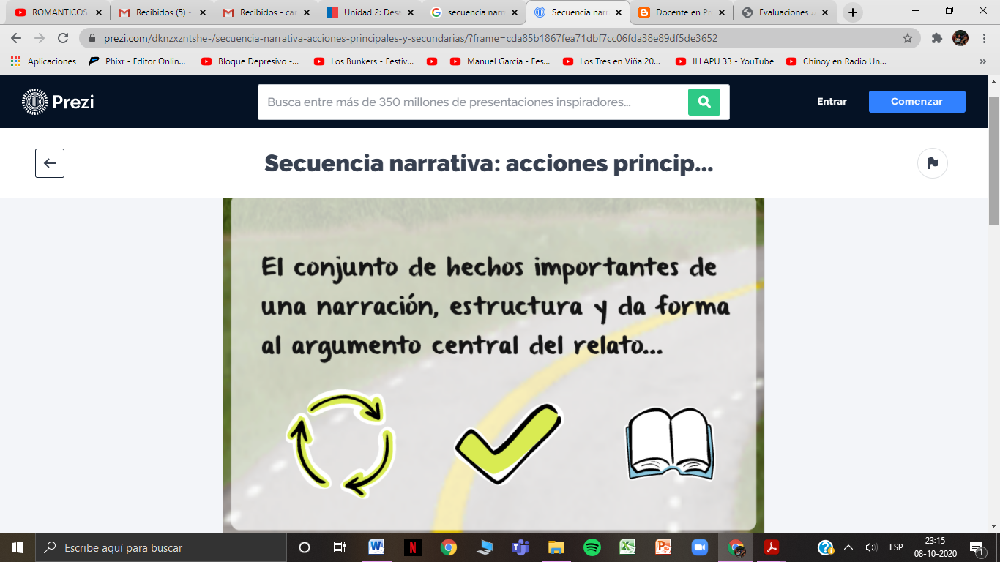 ROMANTICOS
Recibidos (5) -
Recibidos - car
Unidad 2: Desa
secuencia narra
Secuencia narr
Docente en Pr
Evaluaciones »
prezi.com/dknzxzntshe-/secuencia-narrativa-acciones-principales-y-secundarias/?frame=cda85b1867fea71dbf7cc06fda38e89df5de3652
Aplicaciones
Phixr - Editor Onlin...
Bloque Depresivo -...
Los Bunkers - Festiv...
Manuel Garcia - Fes...
Los Tres en Viña 20...
ILLAPU 33 - YouTube
Chinoy en Radio Un...
»
Prezi
Busca entre más de 350 millones de presentaciones inspiradores...
Entrar
Comenzar
Secuencia narrativa: acciones princip...
El conjunto de hechos importantes de
una narración, estructura y da forma
al argumento central del relato...
Escribe aquí para buscar
ESP
23:15
08-10-2020
1